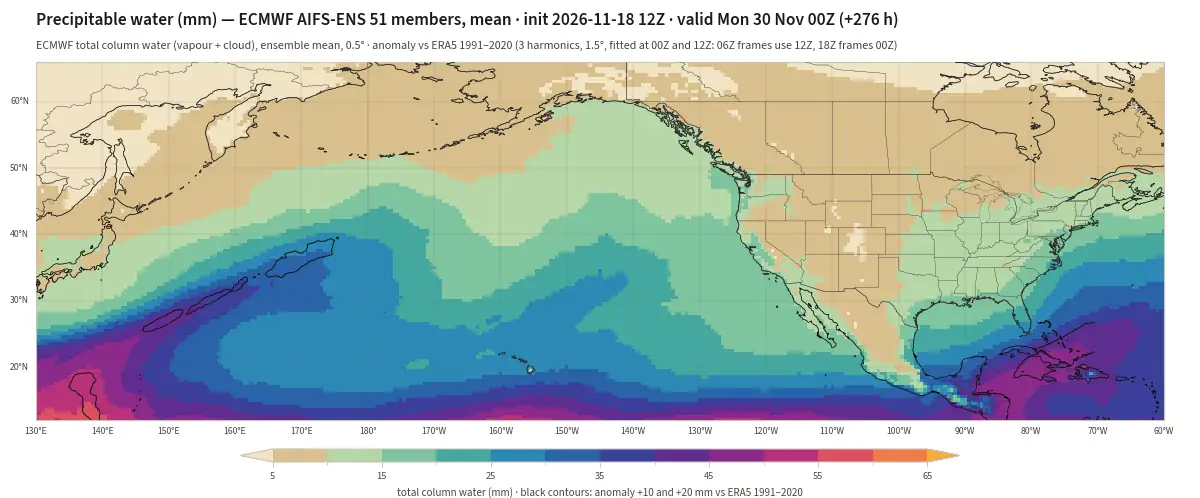 Precipitable water (mm) — ECMWF AIFS-ENS 51 members, mean · init 2026-11-18 12Z · valid Mon 30 Nov 00Z (+276 h)
ECMWF total column water (vapour + cloud), ensemble mean, 0.5° · anomaly vs ERA5 1991–2020 (3 harmonics, 1.5°, fitted at 00Z and 12Z: 06Z frames use 12Z, 18Z frames 00Z)
60°N
50°N
40°N
30°N
20°N
130°E 140°E 150°E 160°E 170°E 180° 170°W 160°W 150°W 140°W 130°W 120°W 110°W 100°W 90°W 80°W 70°W 60°W
5 15 25 35 45 55 65
total column water (mm) · black contours: anomaly +10 and +20 mm vs ERA5 1991–2020